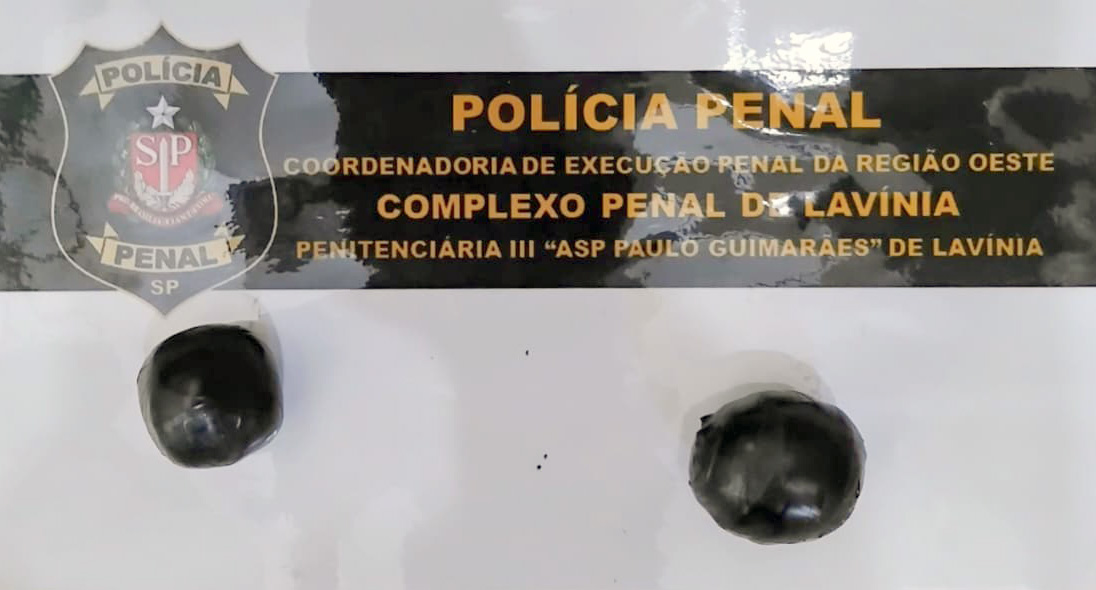 POLÍCIA
SP
PENAL
SP
POLÍCIA PENAL
COORDENADORIA DE EXECUÇÃO PENAL DA REGIÃO OESTE
COMPLEXO PENAL DE LAVÍNIA
PENITENCIÁRIA III “ASP PAULO GUIMARÃES” DE LAVÍNIA